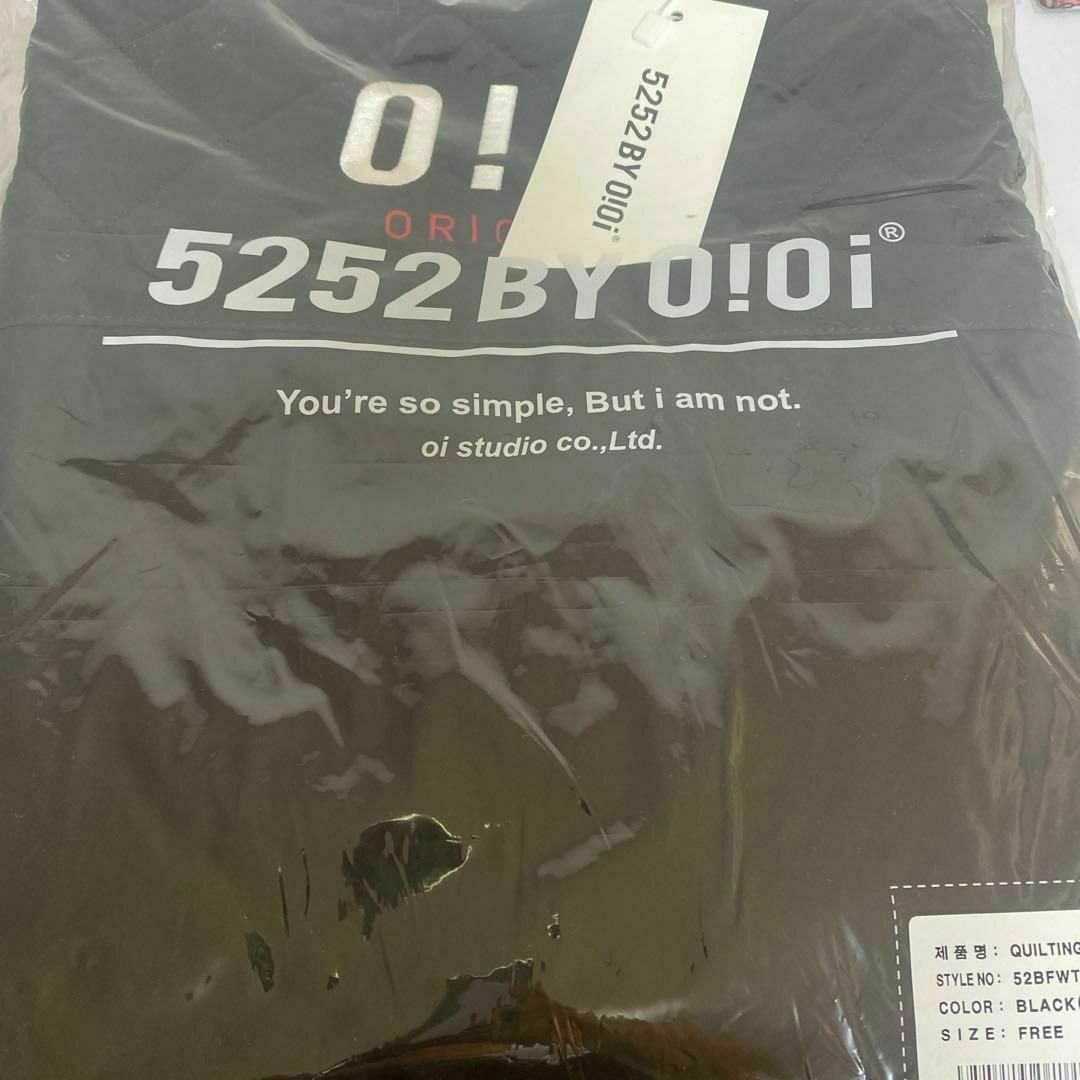 O!
5252 BY O!Oi®
ORIG
5252 BY O!Oi®
You're so simple, But i am not.
oi studio co.,Ltd.
제품명: QUILTING
STYLE NO: 52BFWT
COLOR: BLACK(
SIZE: FREE